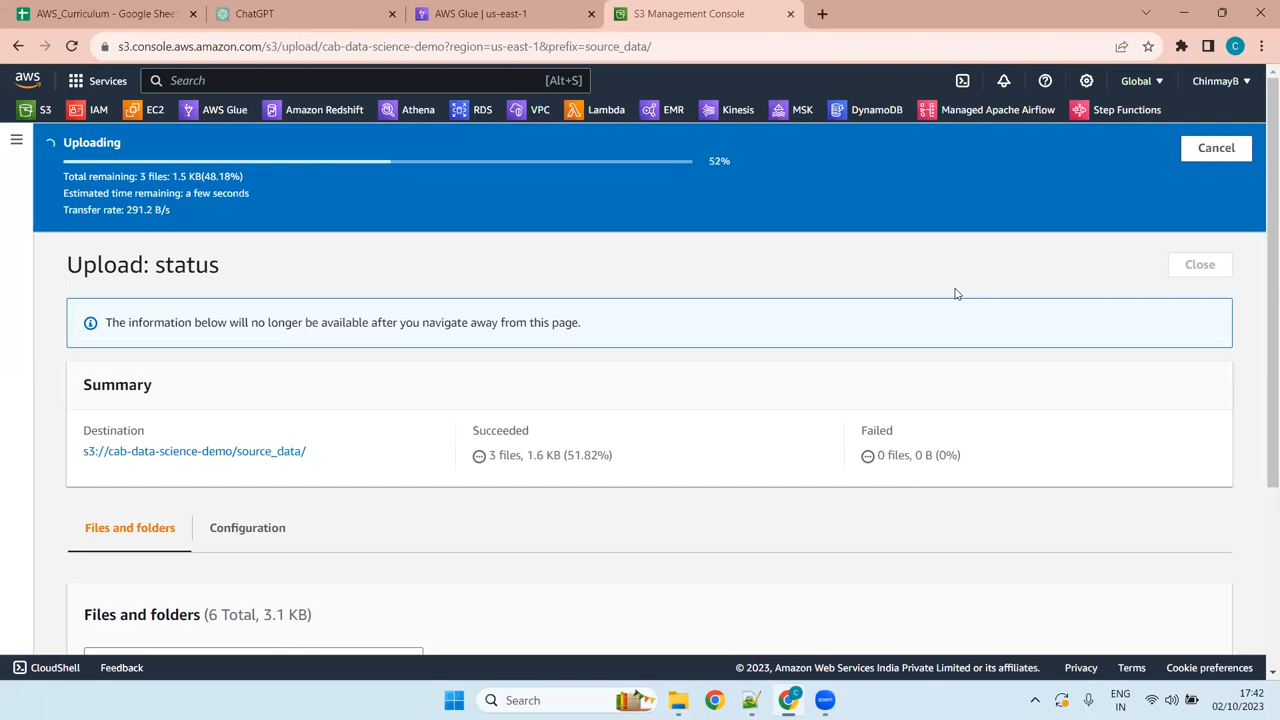 AWS_Curriculum - Google Sheet
ChatGPT
AWS Glue | us-east-1
S3 Management Console
s3.console.aws.amazon.com/s3/upload/cab-data-science-demo?region=us-east-1&prefix=source_data/
C
aws
Services
Search
[Alt+S]
Global
ChinmayB
S3
IAM
EC2
AWS Glue
Amazon Redshift
Athena
RDS
VPC
Lambda
EMR
Kinesis
MSK
DynamoDB
Managed Apache Airflow
Step Functions
Uploading
Cancel
52%
Total remaining: 3 files: 1.5 KB(48.18%)
Estimated time remaining: a few seconds
Transfer rate: 291.2 B/s
Upload: status
Close
The information below will no longer be available after you navigate away from this page.
Summary
Destination
s3://cab-data-science-demo/source_data/
Succeeded
3 files, 1.6 KB (51.82%)
Failed
0 files, 0 B (0%)
Files and folders
Configuration
Files and folders (6 Total, 3.1 KB)
CloudShell
Feedback
© 2023, Amazon Web Services India Private Limited or its affiliates.
Privacy
Terms
Cookie preferences
Search
C
zoom
ENG
IN
17:42
02/10/2023